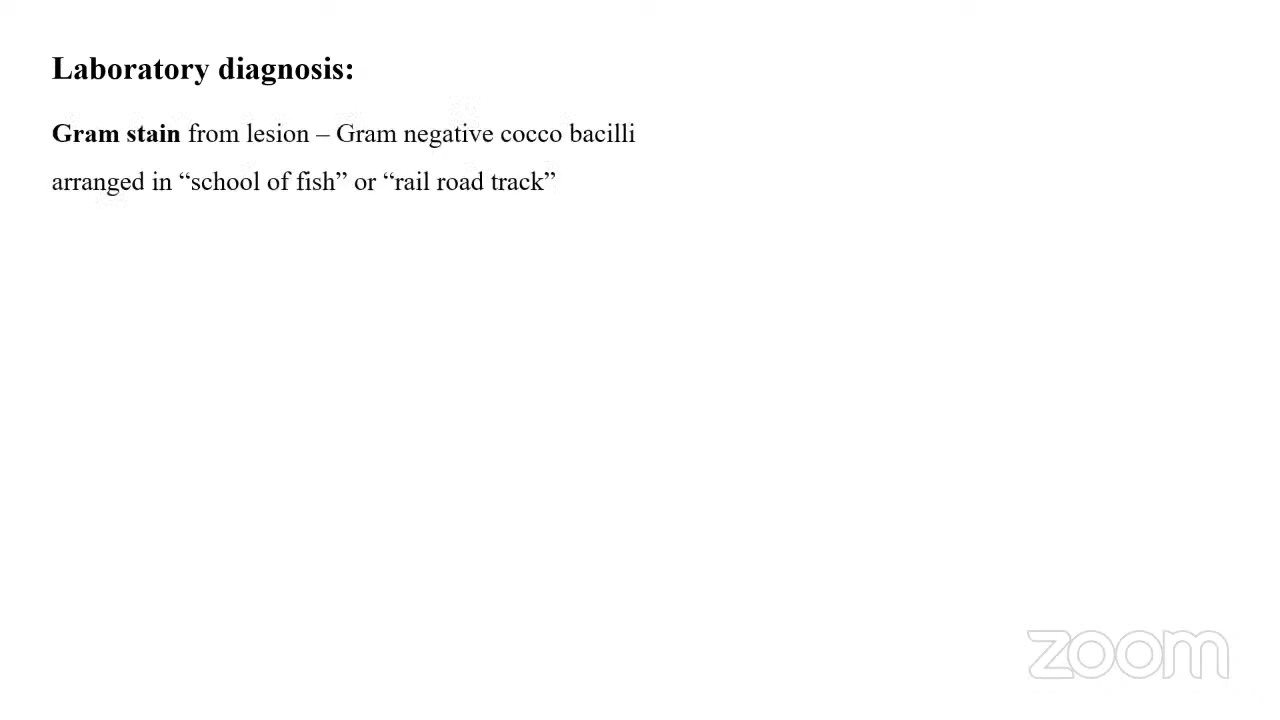 Laboratory diagnosis:
Gram stain from lesion – Gram negative cocco bacilli
arranged in “school of fish” or “rail road track”
zoom